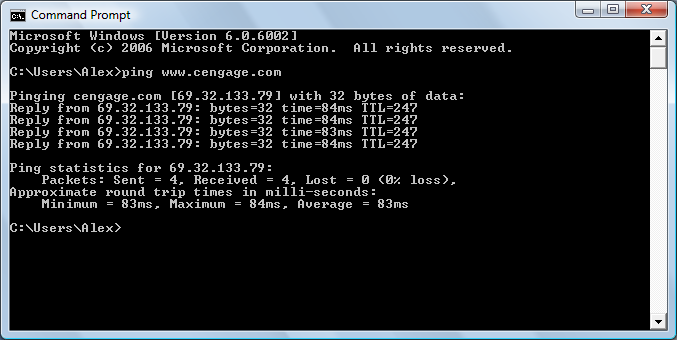 Command Prompt
Microsoft Windows [Version 6.0.6002]
Copyright (c) 2006 Microsoft Corporation.  All rights reserved.
C:\Users\Alex>ping www.cengage.com
Pinging cengage.com [69.32.133.79] with 32 bytes of data:
Reply from 69.32.133.79: bytes=32 time=84ms TTL=247
Reply from 69.32.133.79: bytes=32 time=84ms TTL=247
Reply from 69.32.133.79: bytes=32 time=83ms TTL=247
Reply from 69.32.133.79: bytes=32 time=84ms TTL=247
Ping statistics for 69.32.133.79:
    Packets: Sent = 4, Received = 4, Lost = 0 (0% loss),
Approximate round trip times in milli-seconds:
    Minimum = 83ms, Maximum = 84ms, Average = 83ms
C:\Users\Alex>